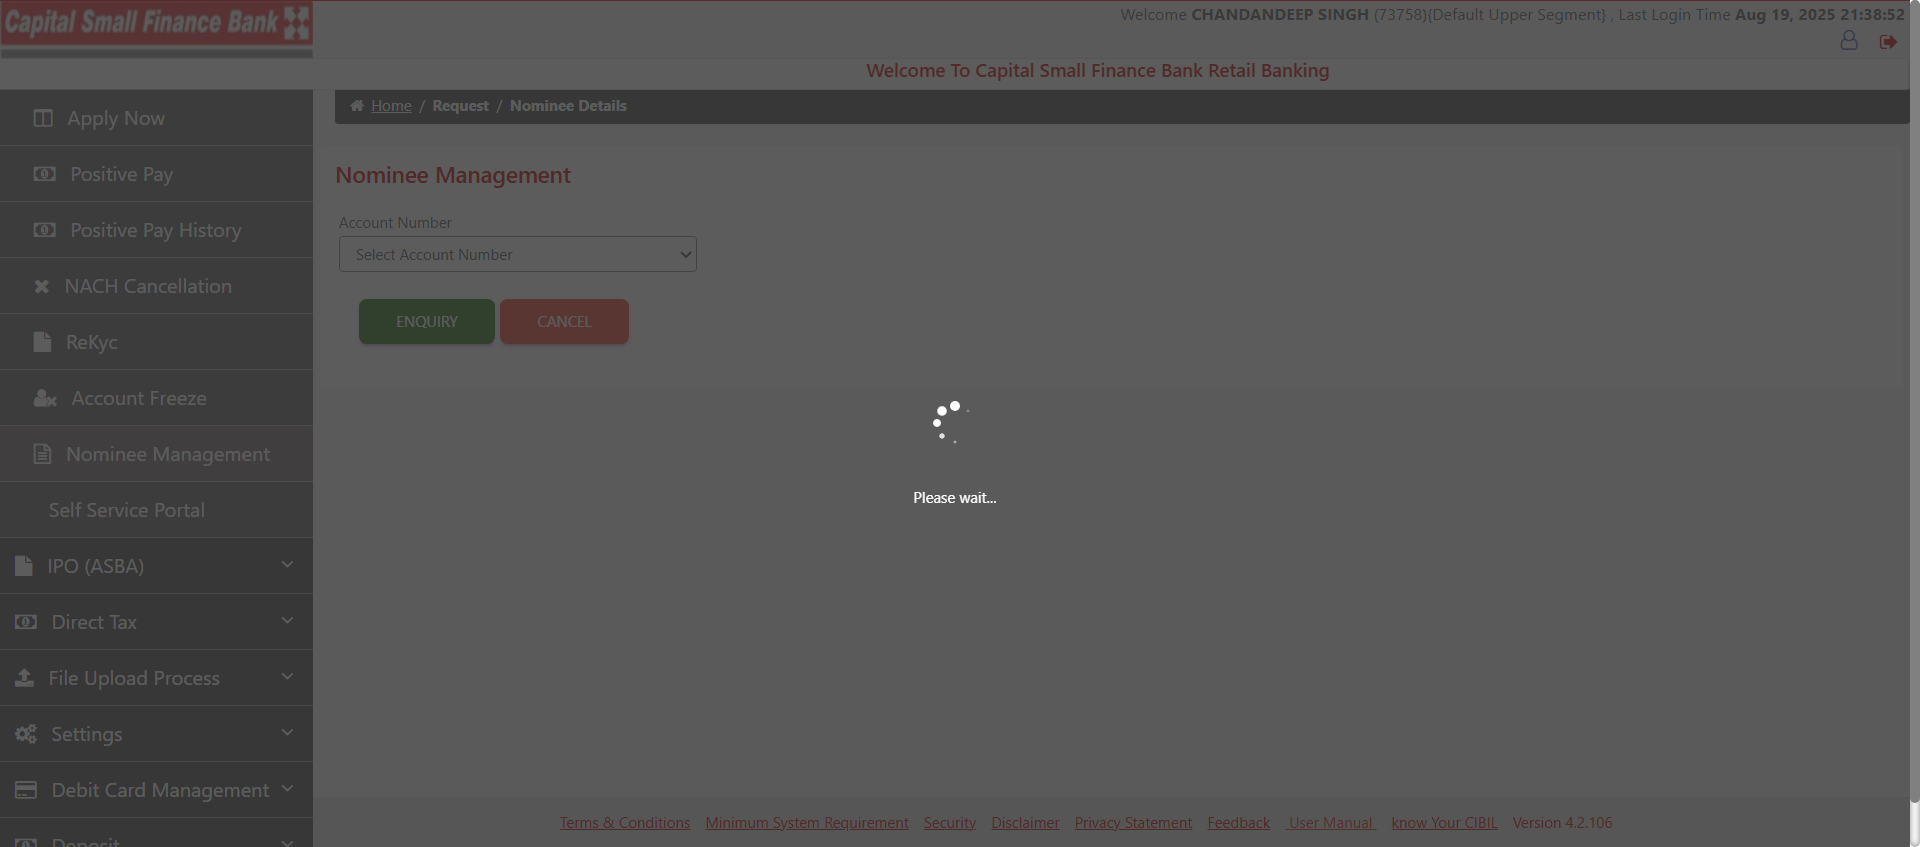 Capital Small Finance Bank
Welcome CHANDANDEEP SINGH (73758){Default Upper Segment} , Last Login Time Aug 19, 2025 21:38:52
Welcome To Capital Small Finance Bank Retail Banking
Home / Request / Nominee Details
Apply Now
Positive Pay
Positive Pay History
NACH Cancellation
ReKyc
Account Freeze
Nominee Management
Self Service Portal
IPO (ASBA)
Direct Tax
File Upload Process
Settings
Debit Card Management
Deposit
Nominee Management
Account Number
Select Account Number
ENQUIRY CANCEL
Please wait...
Terms & Conditions Minimum System Requirement Security Disclaimer Privacy Statement Feedback User Manual know Your CIBIL Version 4.2.106